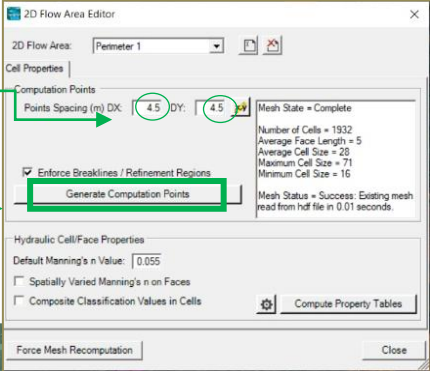 2D Flow Area Editor
2D Flow Area: Perimeter 1
Cell Properties
Computation Points
Points Spacing (m) DX: 4.5 DY: 4.5
Mesh State = Complete
Number of Cells = 1932
Average Face Length = 5
Average Cell Size = 28
Maximum Cell Size = 71
Minimum Cell Size = 16
Mesh Status = Success: Existing mesh
read from hdf file in 0.01 seconds.
Enforce Breaklines / Refinement Regions
Generate Computation Points
Hydraulic Cell/Face Properties
Default Manning's n Value: 0.055
Spatially Varied Manning's n on Faces
Composite Classification Values in Cells
Compute Property Tables
Force Mesh Recomputation
Close